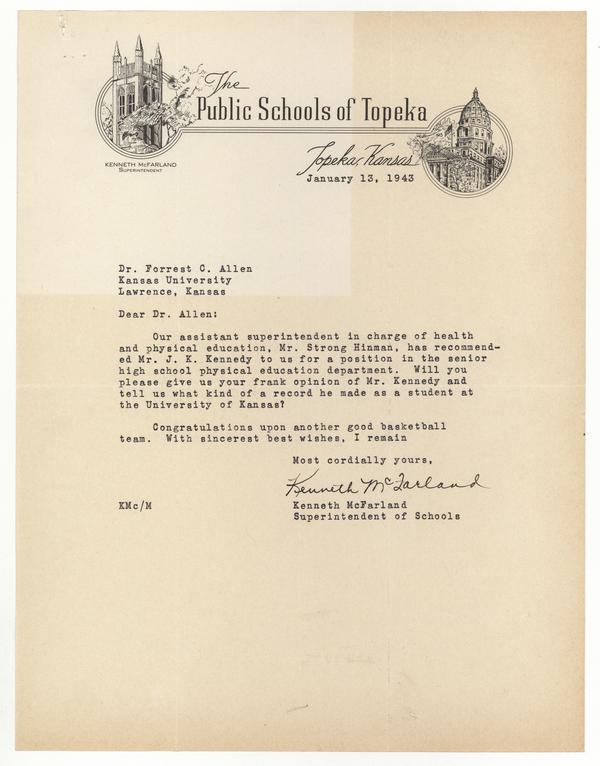 The
Public Schools of Topeka
KENNETH McFARLAND
SUPERINTENDENT
Topeka, Kansas
January 13, 1943
Dr. Forrest C. Allen
Kansas University
Lawrence, Kansas
Dear Dr. Allen:
Our assistant superintendent in charge of health
and physical education, Mr. Strong Hinman, has recommend-
ed Mr. J. K. Kennedy to us for a position in the senior
high school physical education department. Will you
please give us your frank opinion of Mr. Kennedy and
tell us what kind of a record he made as a student at
the University of Kansas?
Congratulations upon another good basketball
team. With sincerest best wishes, I remain
Most cordially yours,
Kenneth McFarland
KMc/M
Kenneth McFarland
Superintendent of Schools